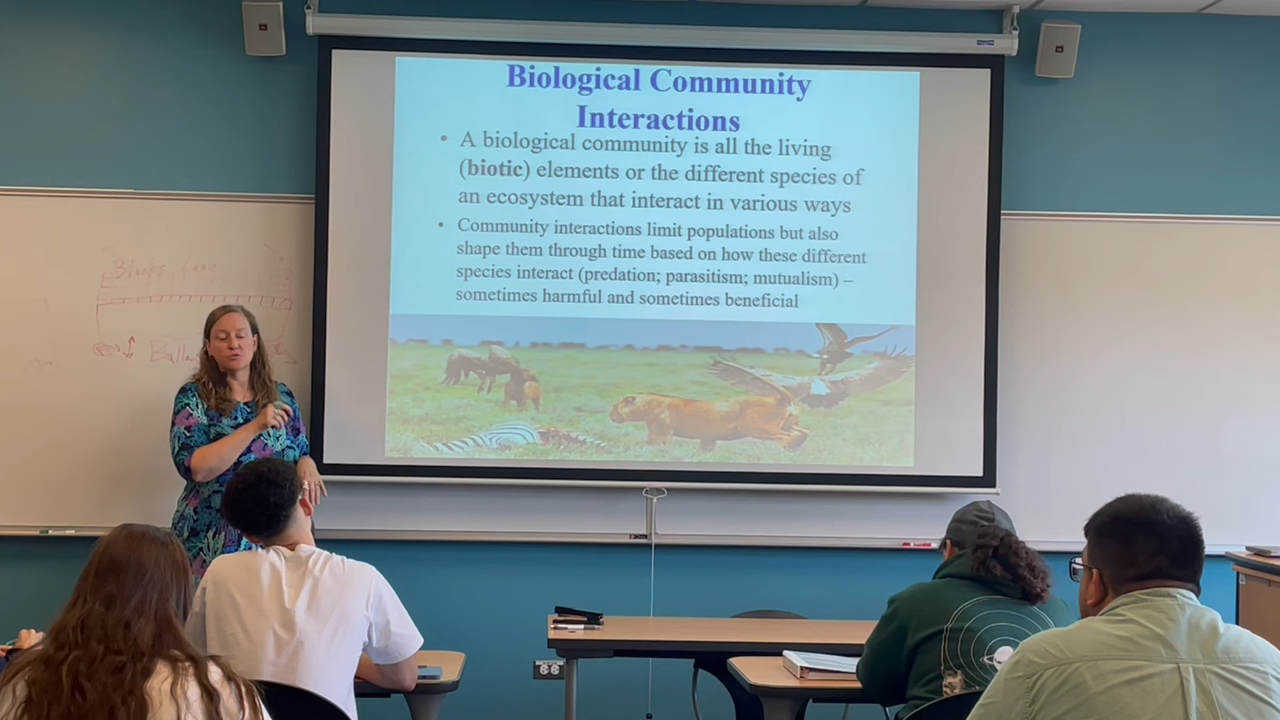 Biological Community
Interactions
• A biological community is all the living
(biotic) elements or the different species of
an ecosystem that interact in various ways
• Community interactions limit populations but also
shape them through time based on how these different
species interact (predation; parasitism; mutualism) –
sometimes harmful and sometimes beneficial